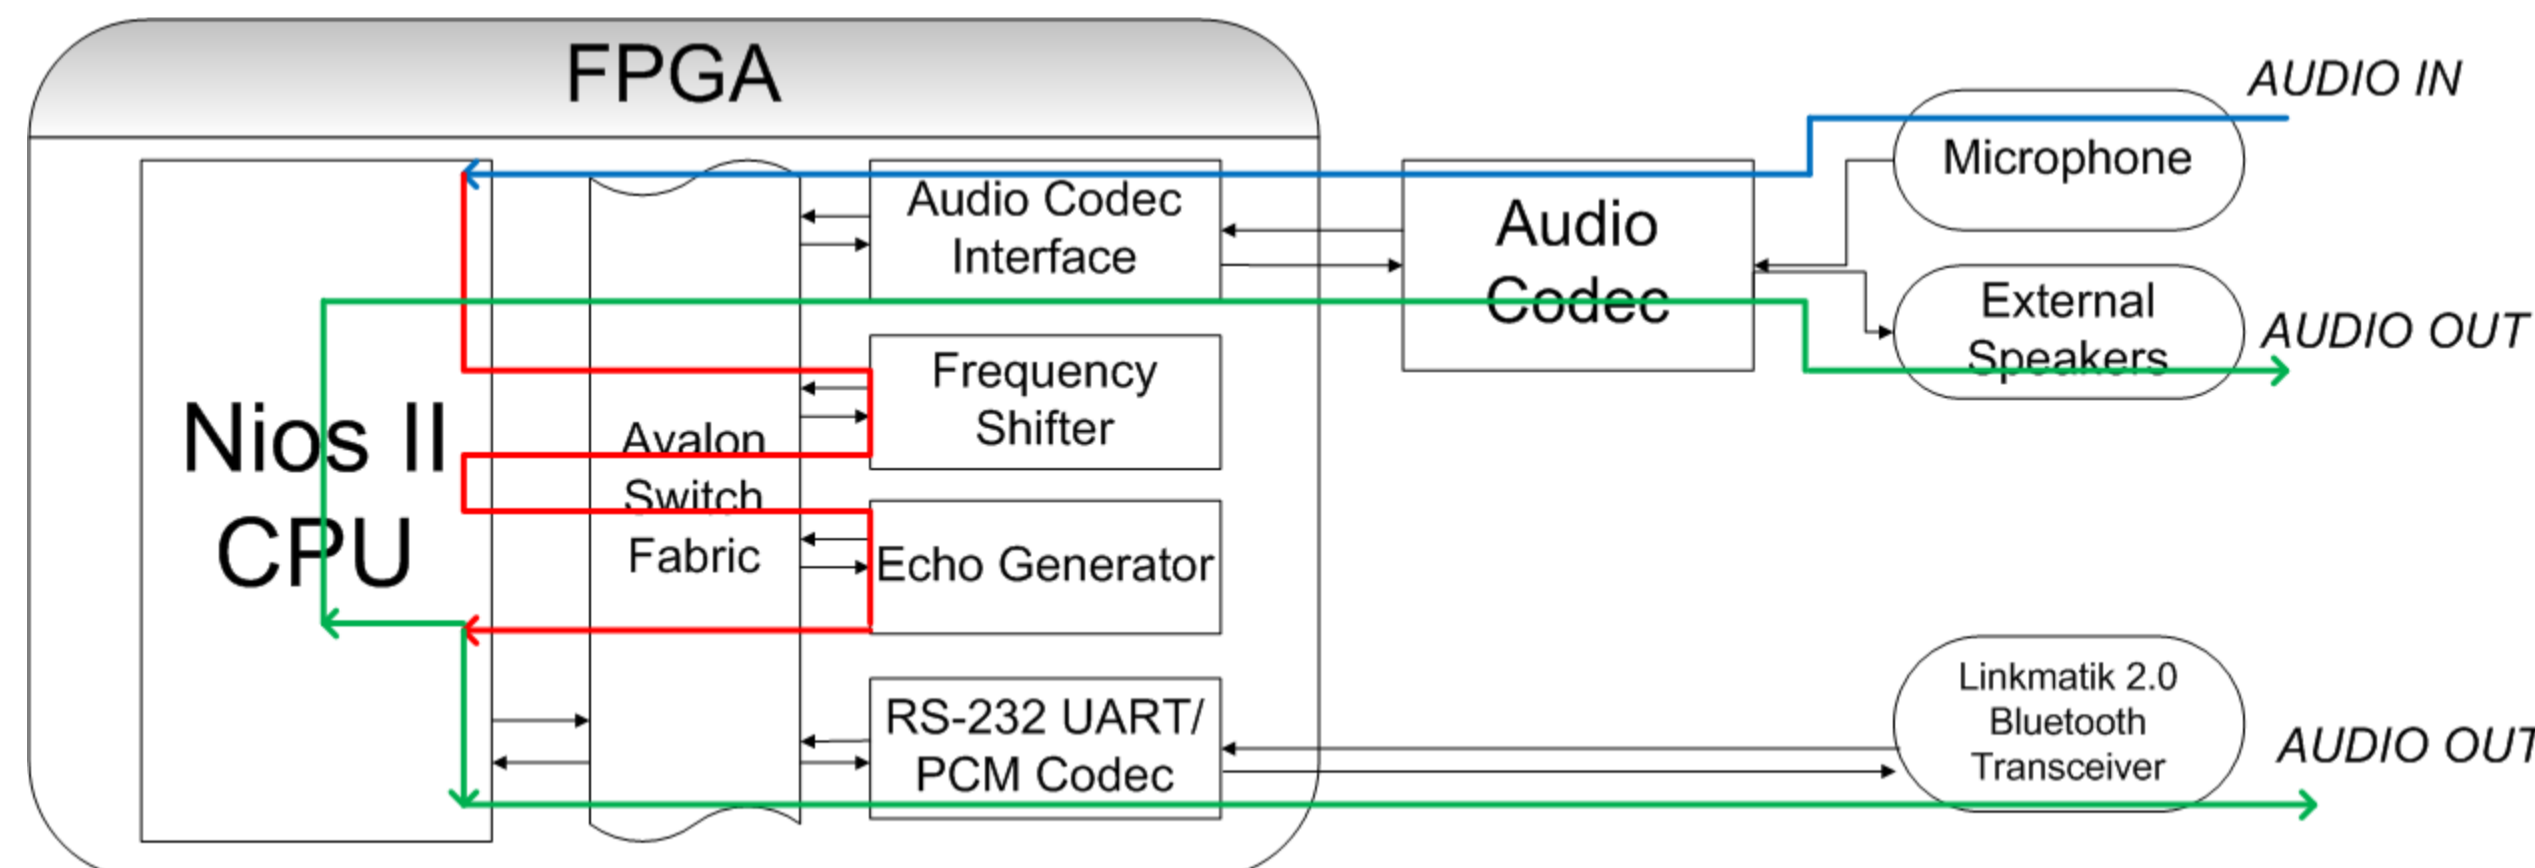 FPGA
AUDIO IN
Microphone
Audio Codec
Interface
Audio
Codec
External
Speakers
AUDIO OUT
Frequency
Shifter
Nios II
CPU
Avalon
Switch
Fabric
Echo Generator
RS-232 UART/
PCM Codec
Linkmatik 2.0
Bluetooth
Transceiver
AUDIO OUT